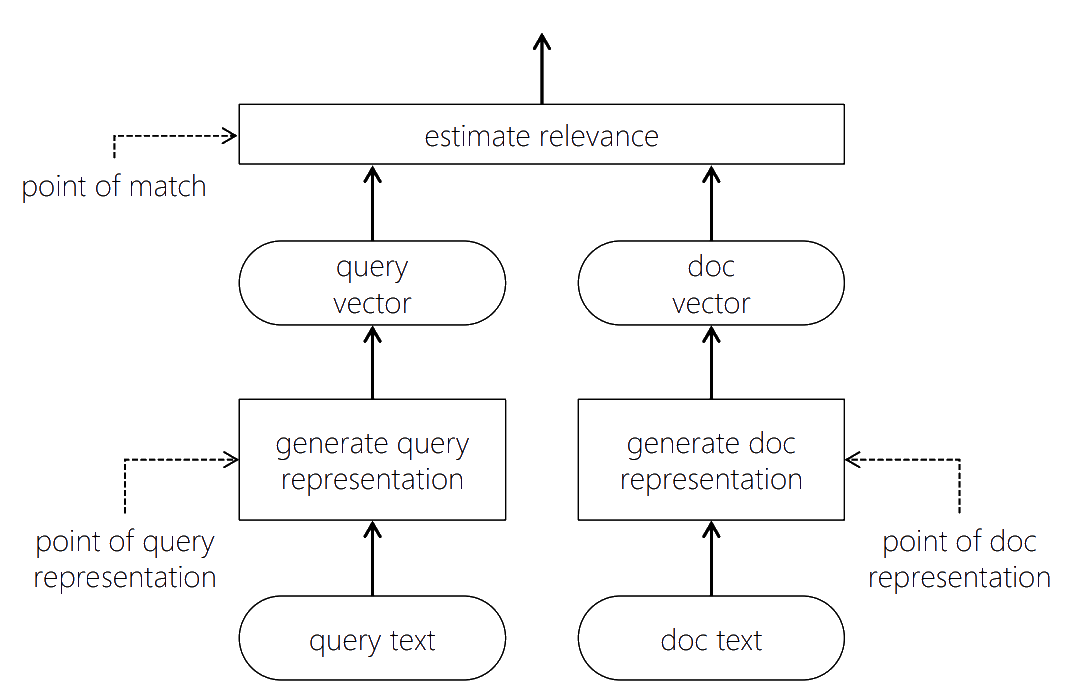 estimate relevance
point of match
query
vector
doc
vector
generate query
representation
generate doc
representation
point of query
representation
point of doc
representation
query text
doc text